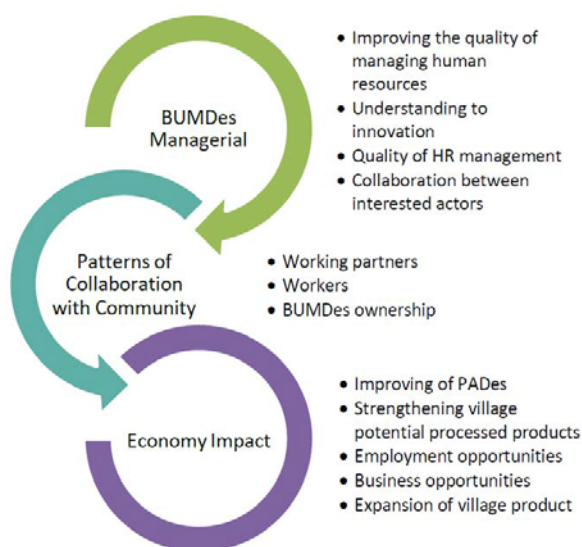 BUMDes
Managerial
• Improving the quality of
managing human
resources
• Understanding to
innovation
• Quality of HR management
• Collaboration between
interested actors
Patterns of
Collaboration
with Community
• Working partners
• Workers
• BUMDes ownership
Economy Impact
• Improving of PADes
• Strengthening village
potential processed products
• Employment opportunities
• Business opportunities
• Expansion of village product